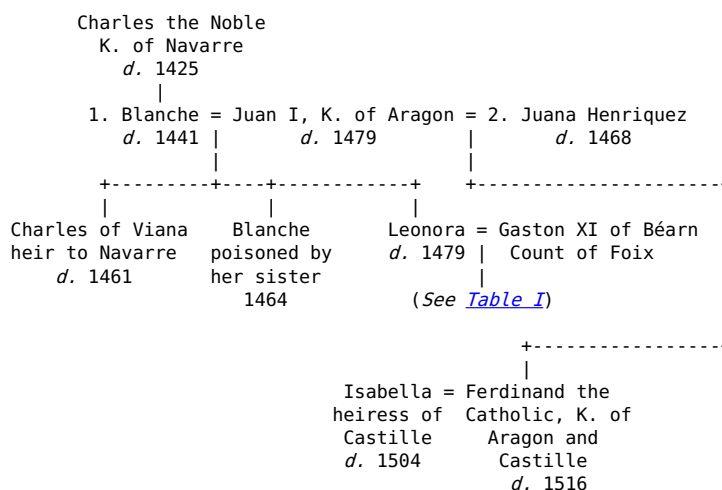 Charles the Noble
K. of Navarre
d. 1425
|
1. Blanche = Juan I, K. of Aragon = 2. Juana Henriquez
d. 1441 | d. 1479 | d. 1468
| |
+---------+----+------------+ +----------------------
| | |
Charles of Viana Blanche Leonora = Gaston XI of Béarn
heir to Navarre poisoned by d. 1479 | Count of Foix
d. 1461 her sister |
1464 (See Table I)
+-----------------
|
Isabella = Ferdinand the
heiress of Catholic, K. of
Castille Aragon and
d. 1504 Castille
d. 1516